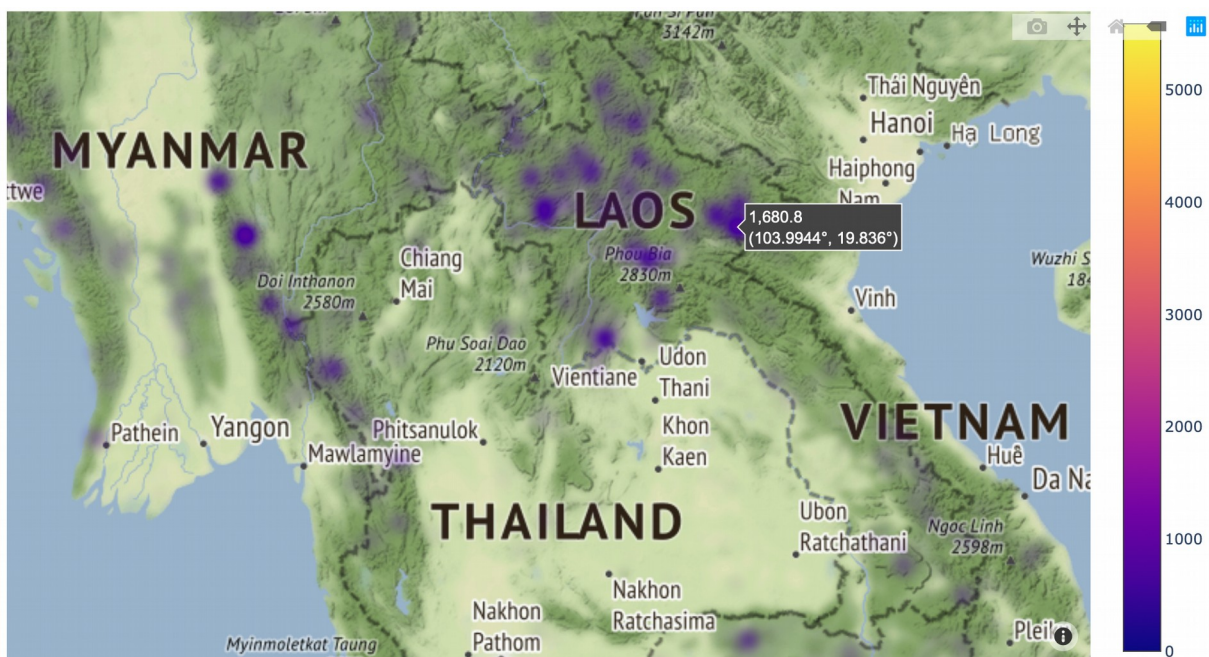 3142m
Thái Nguyên
Hanoi
Hạ Long
MYANMAR
Haiphong
ttwe
Nam
LAOS
1,680.8
(103.9944°, 19.836°)
Chiang
Mai
Phou Bia
2830m
Wuzhi S
184
Doi Inthanon
2580m
Vinh
Phu Soai Dao
2120m
Udon
Thani
Vientiane
Pathein
Yangon
Phitsanulok
Khon
Kaen
VIETNAM
Mawlamyine
Huê
Da Na
THAILAND
Ubon
Ratchathani
Ngoc Linh
2598m
Nakhon
Ratchasima
Nakhon
Pathom
Myinmoletkat Taung
Pleik
5000
4000
3000
2000
1000
0